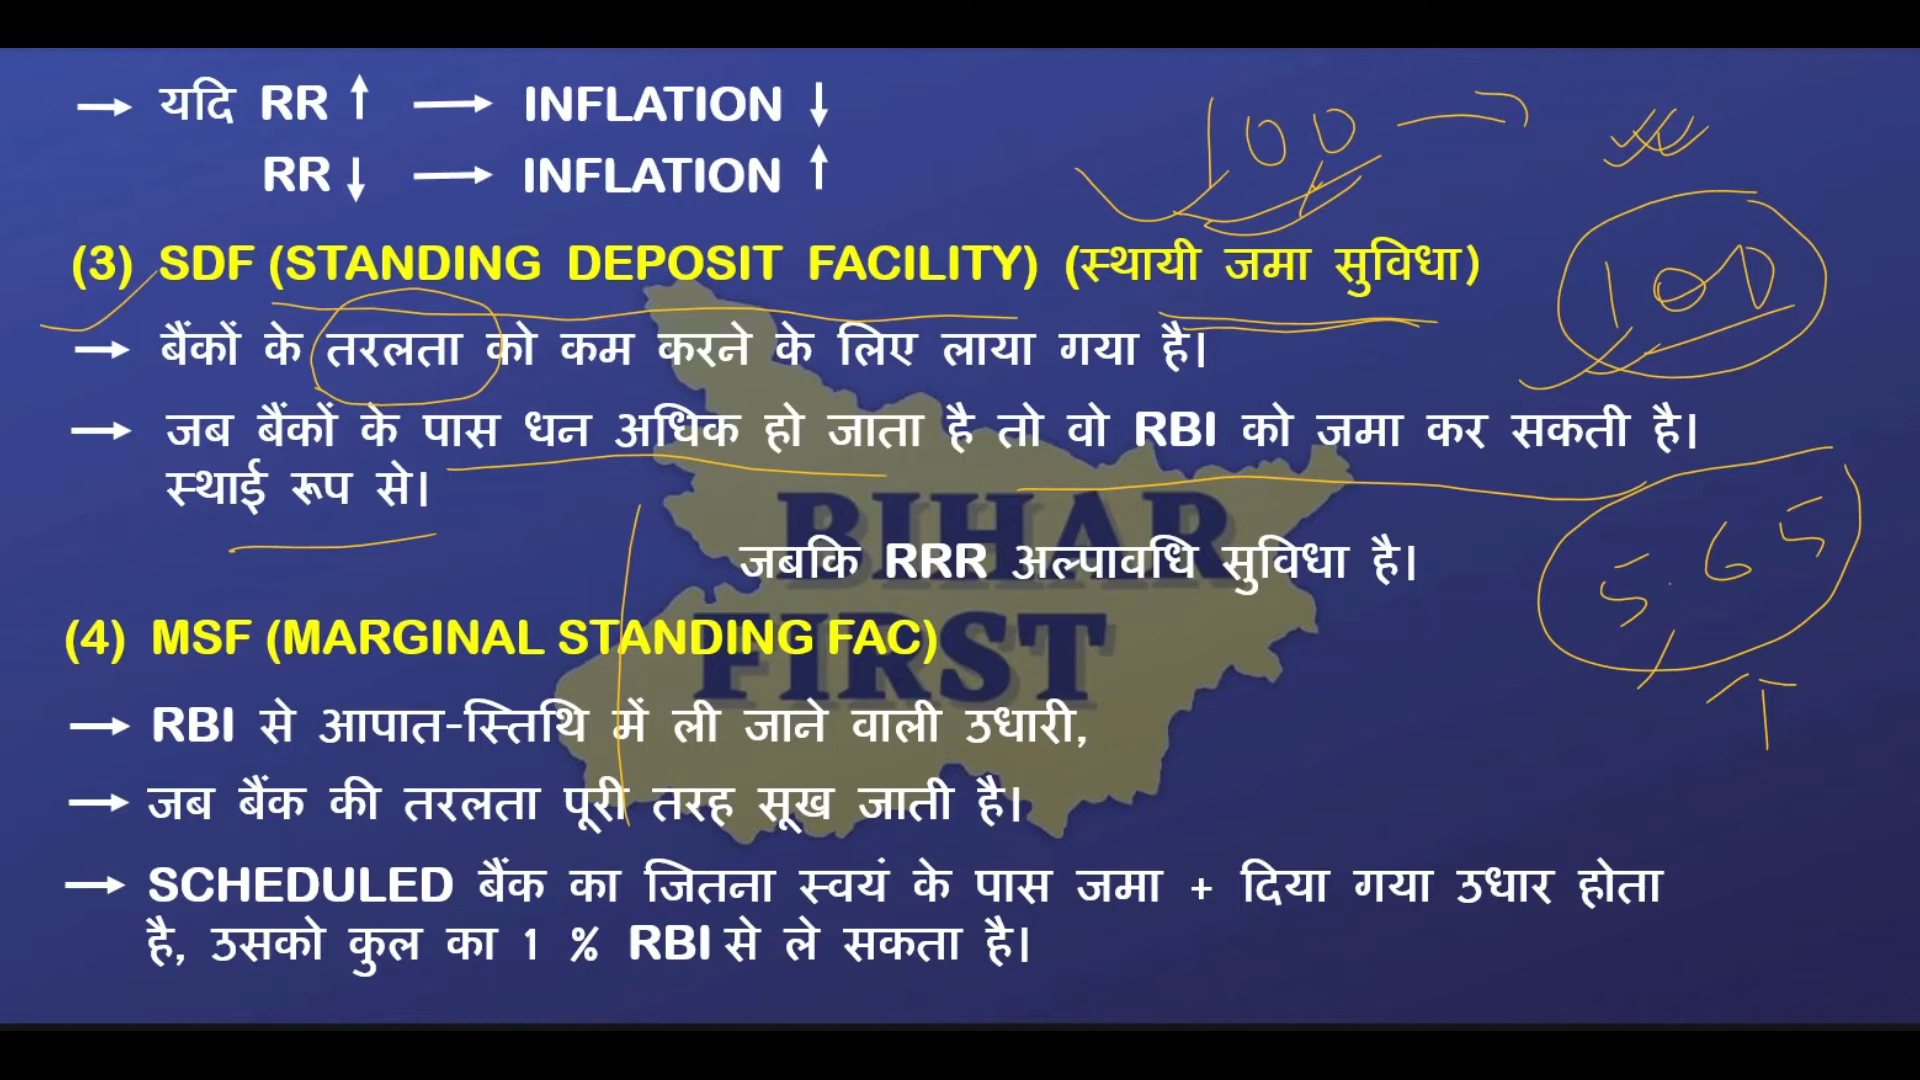 → यदि RR ↑ → INFLATION ↓
RR ↓ → INFLATION ↑
100 →
(3) SDF (STANDING DEPOSIT FACILITY) (स्थायी जमा सुविधा)
100
→ बैंकों के तरलता को कम करने के लिए लाया गया है।
→ जब बैंकों के पास धन अधिक हो जाता है तो वो RBI को जमा कर सकती है।
स्थाई रूप से।
BIHAR
जबकि RRR अल्पावधि सुविधा है।
5.65
(4) MSF (MARGINAL STANDING FAC)
FIRST
→ RBI से आपात-स्तिथि में ली जाने वाली उधारी,
→ जब बैंक की तरलता पूरी तरह सूख जाती है।
→ SCHEDULED बैंक का जितना स्वयं के पास जमा + दिया गया उधार होता
है, उसको कुल का 1 % RBI से ले सकता है।